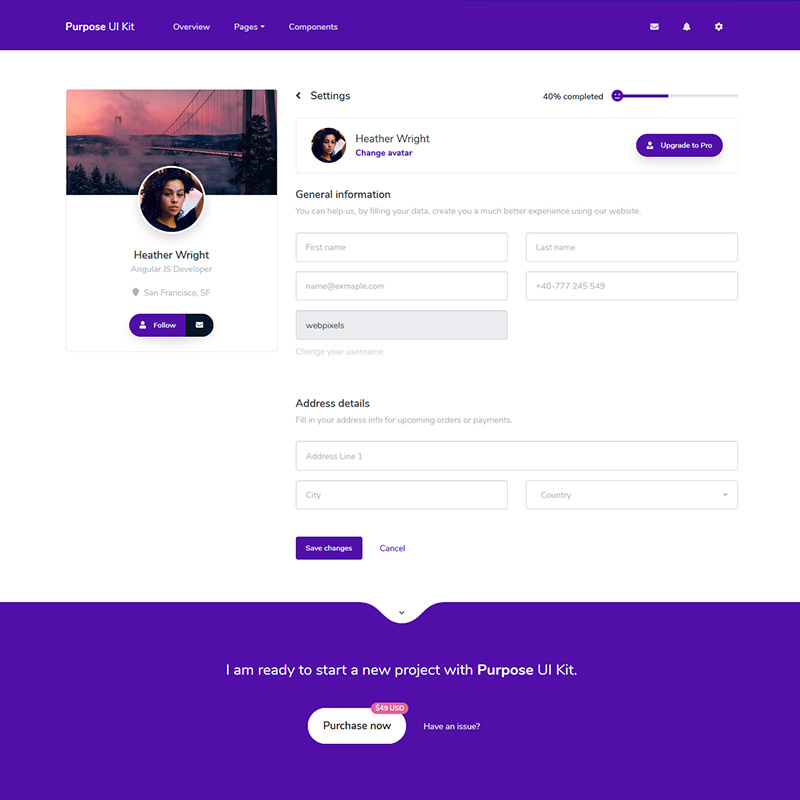 Purpose UI Kit
Overview
Pages
Components
Settings
40% completed
Heather Wright
Change avatar
Upgrade to Pro
Heather Wright
Angular JS Developer
San Francisco, SF
Follow
General information
You can help us, by filling your data, create you a much better experience using our website.
First name
Last name
name@exmaple.com
+40-777 245 549
webpixels
Change your username
Address details
Fill in your address info for upcoming orders or payments.
Address Line 1
City
Country
Save changes
Cancel
I am ready to start a new project with Purpose UI Kit.
$49 USD
Purchase now
Have an issue?